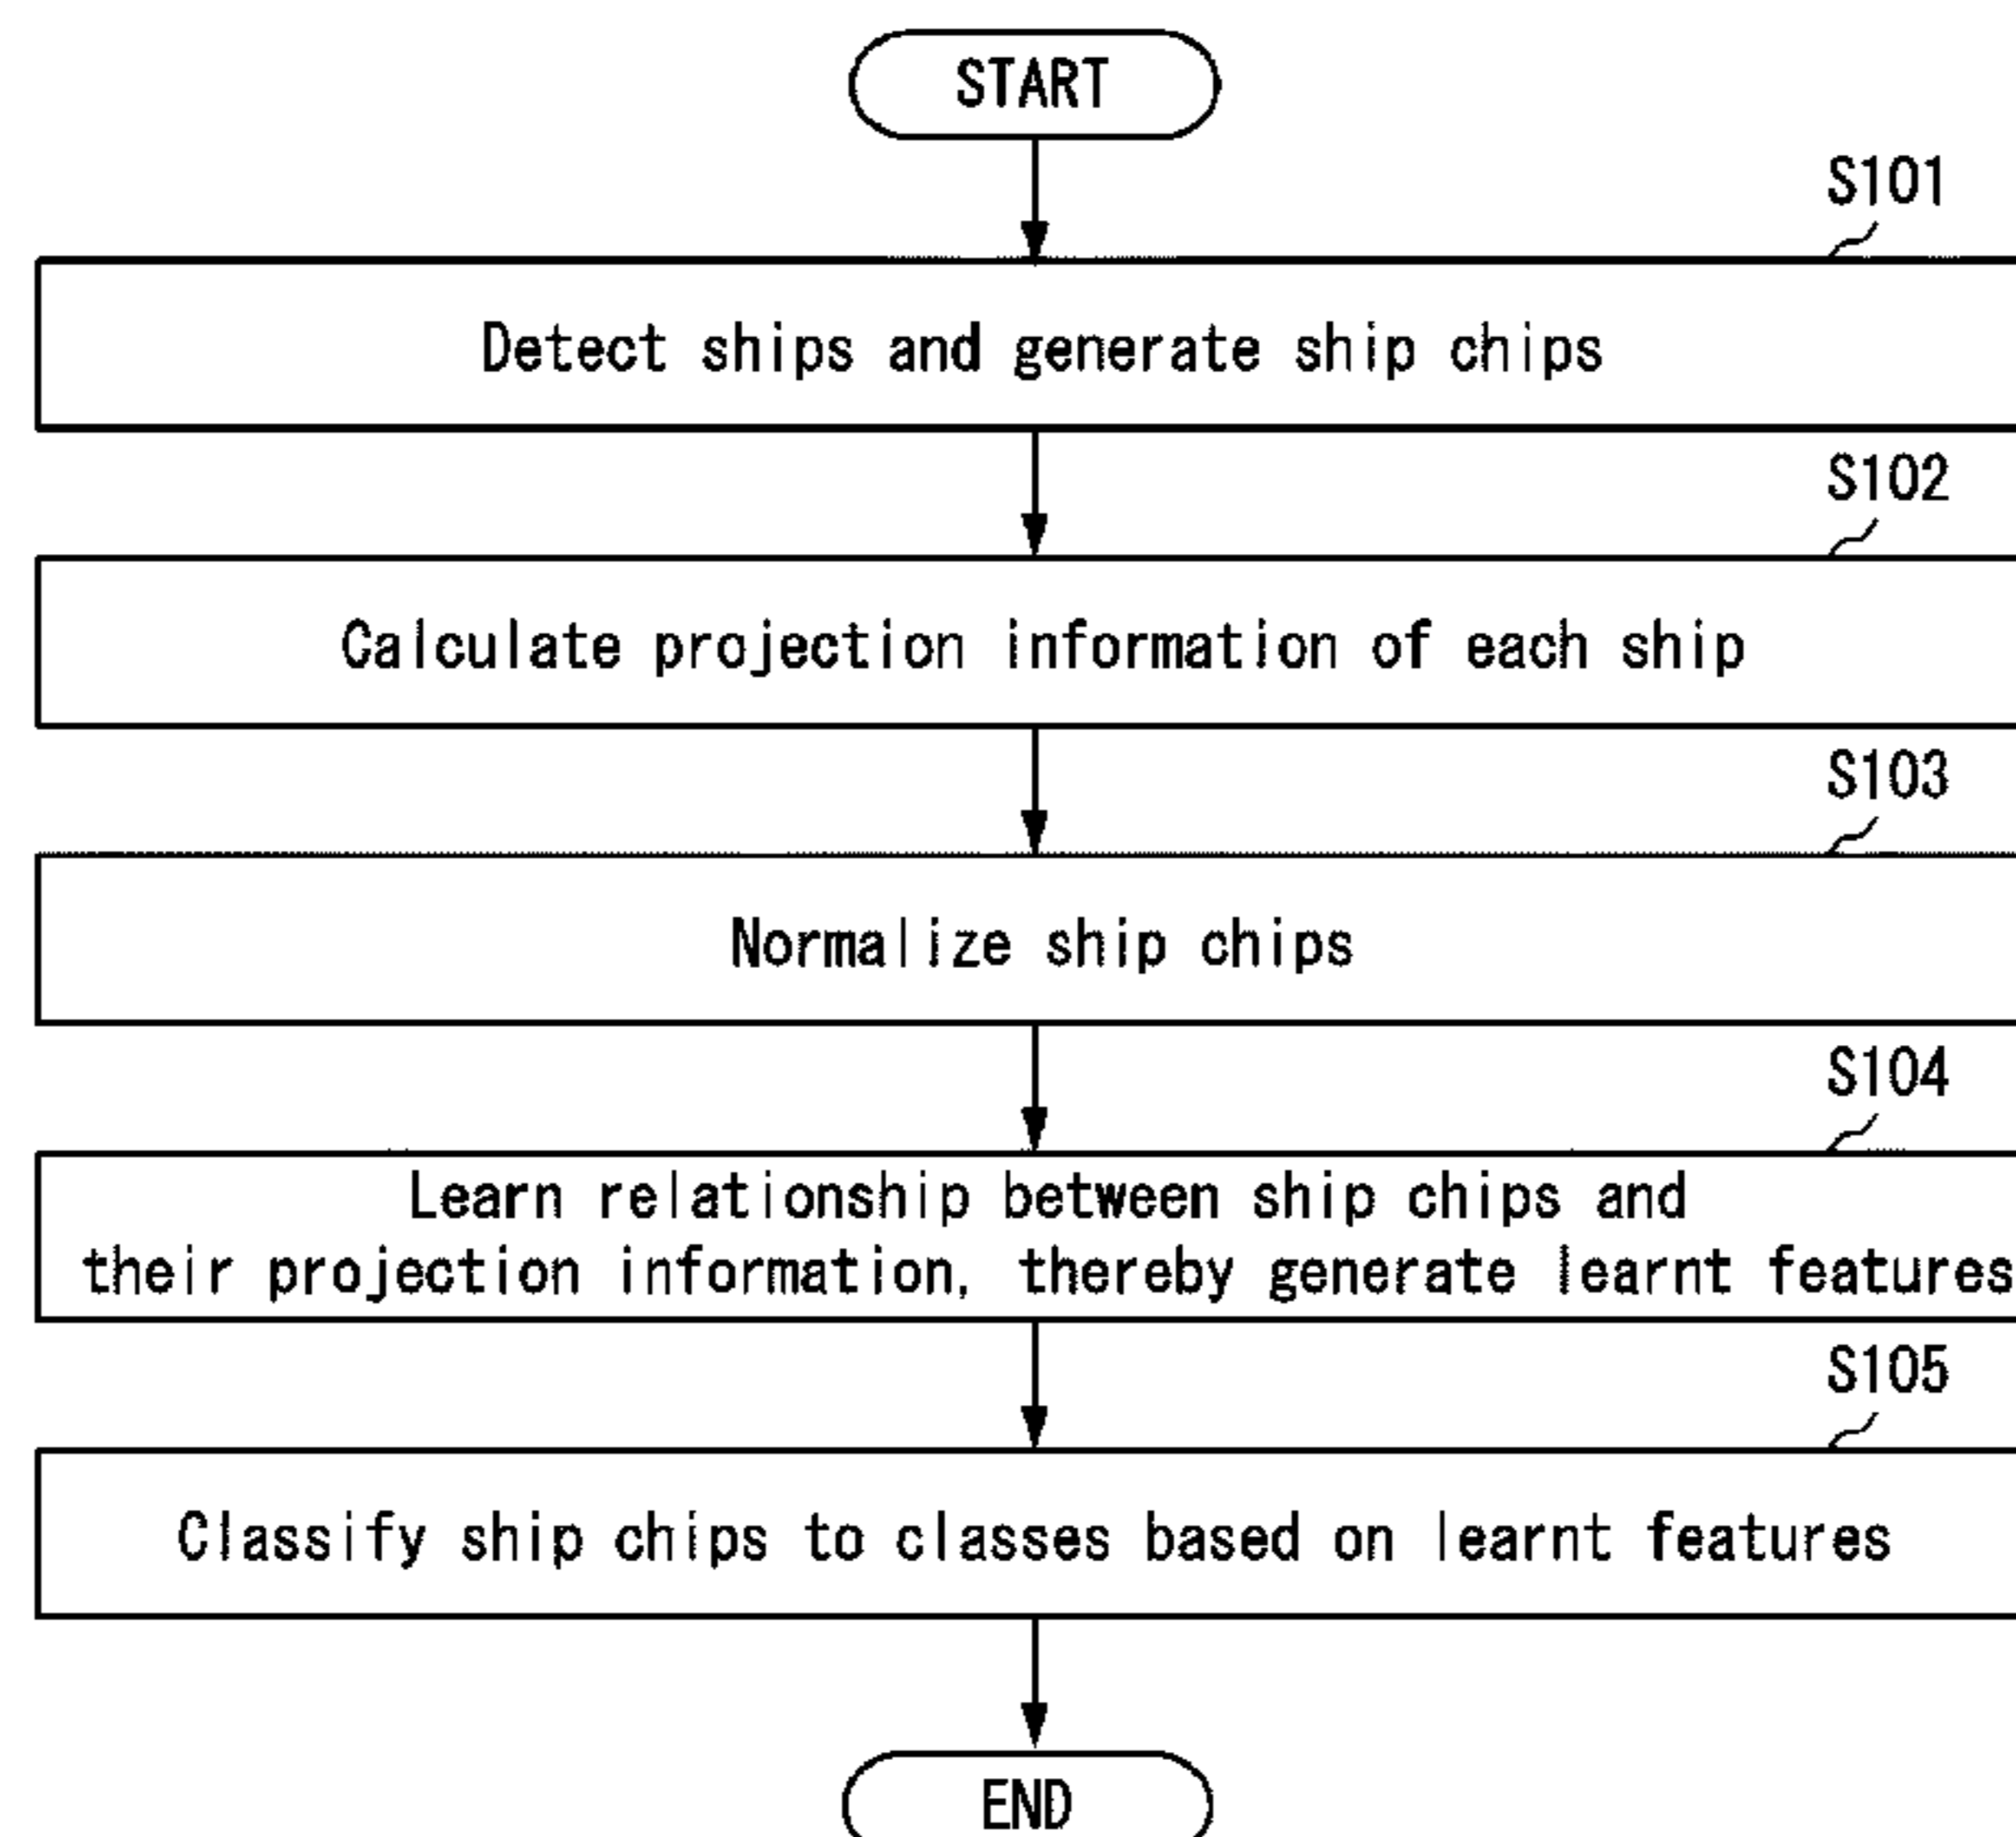 START
S101
Detect ships and generate ship chips
S102
Calculate projection information of each ship
S103
Normalize ship chips
S104
Learn relationship between ship chips and
their projection information, thereby generate learnt features
S105
Classify ship chips to classes based on learnt features
END